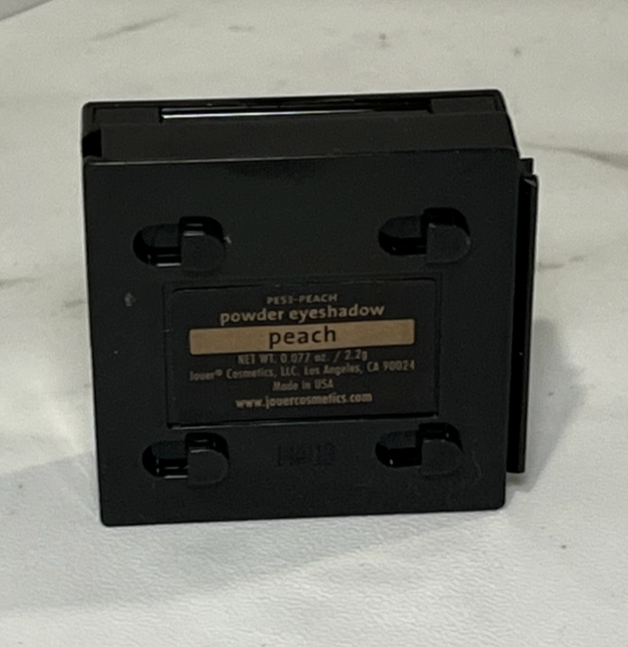 PES3-PEACH
powder eyeshadow
peach
NET WT. 0.077 oz. / 2.2g
Jouer® Cosmetics, LLC. Los Angeles, CA 90024
Made in USA
www.jouercosmetics.com